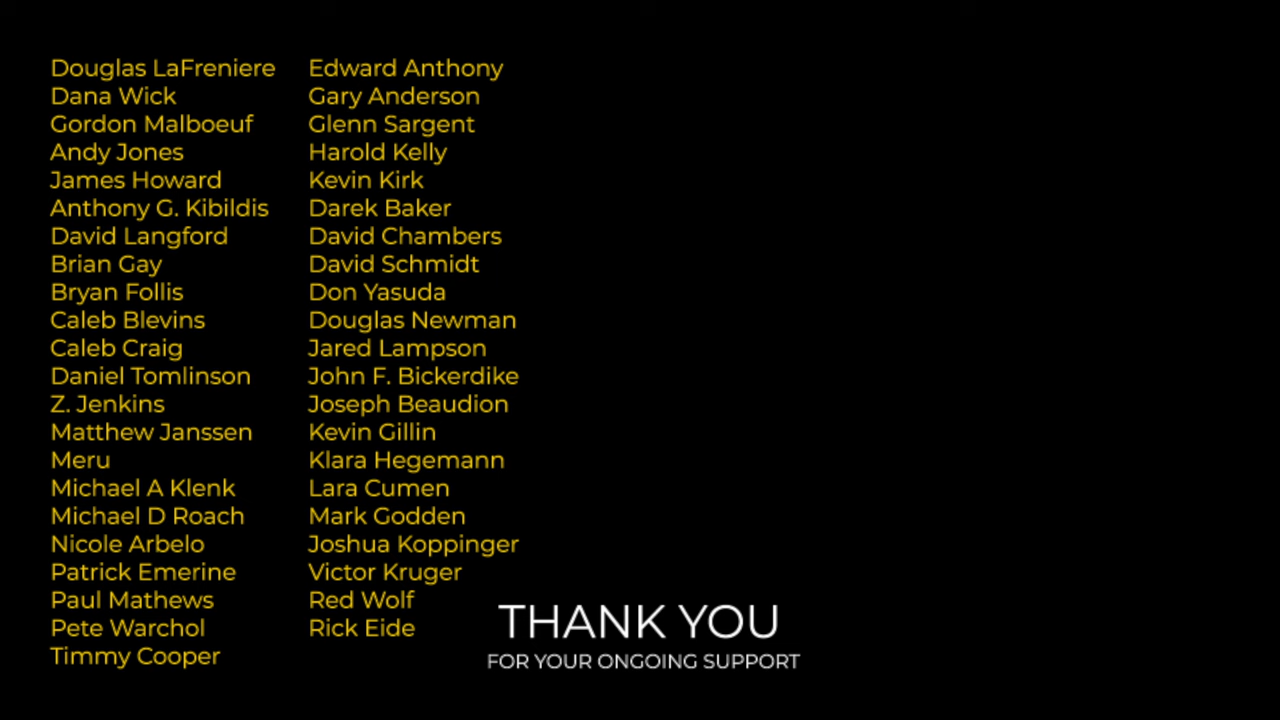 Douglas LaFreniere
Dana Wick
Gordon Malboeuf
Andy Jones
James Howard
Anthony G. Kibildis
David Langford
Brian Gay
Bryan Follis
Caleb Blevins
Caleb Craig
Daniel Tomlinson
Z. Jenkins
Matthew Janssen
Meru
Michael A Klenk
Michael D Roach
Nicole Arbelo
Patrick Emerine
Paul Mathews
Pete Warchol
Timmy Cooper
Edward Anthony
Gary Anderson
Glenn Sargent
Harold Kelly
Kevin Kirk
Darek Baker
David Chambers
David Schmidt
Don Yasuda
Douglas Newman
Jared Lampson
John F. Bickerdike
Joseph Beaudion
Kevin Gillin
Klara Hegemann
Lara Cumen
Mark Godden
Joshua Koppinger
Victor Kruger
Red Wolf
Rick Eide
THANK YOU
FOR YOUR ONGOING SUPPORT